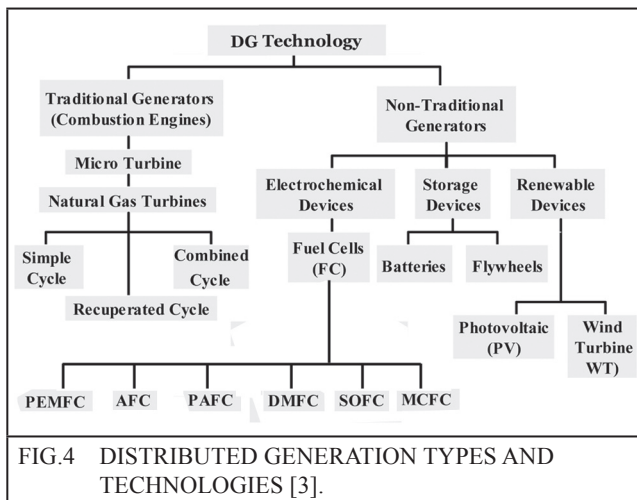 DG Technology
Traditional Generators
(Combustion Engines)
Non-Traditional
Generators
Micro Turbine
Natural Gas Turbines
Electrochemical
Devices
Storage
Devices
Renewable
Devices
Simple
Cycle
Combined
Cycle
Recuperated Cycle
Fuel Cells
(FC)
Batteries
Flywheels
Photovoltaic
(PV)
Wind
Turbine
WT)
PEMFC
AFC
PAFC
DMFC
SOFC
MCFC
FIG.4 DISTRIBUTED GENERATION TYPES AND
TECHNOLOGIES [3].